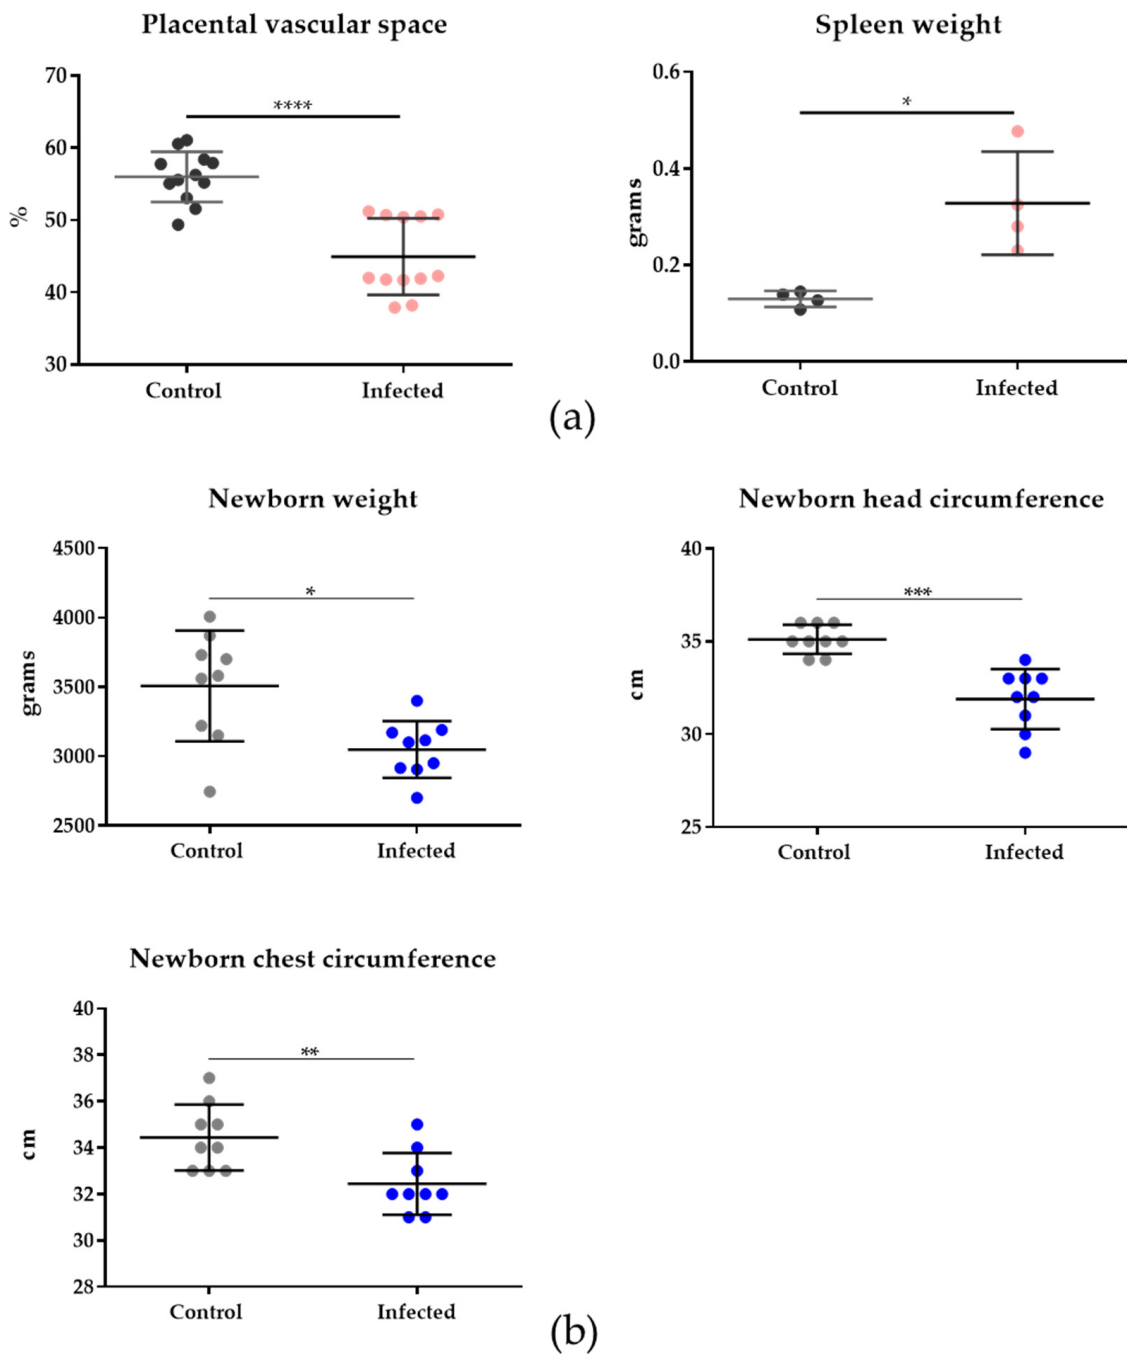 Placental vascular space
70
60
50
40
30
%
****
Control
Infected
Spleen weight
0.6
0.4
0.2
0.0
grams
*
Control
Infected
(a)
Newborn weight
4500
4000
3500
3000
2500
grams
*
Control
Infected
Newborn head circumference
40
35
30
25
cm
***
Control
Infected
Newborn chest circumference
40
38
36
34
32
30
28
cm
**
Control
Infected
(b)